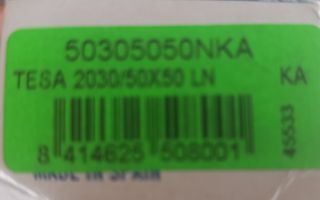 50305050NKA
TESA 2030/50X50 LN KA
45533
8 414625 508001
MADE IN SPAIN